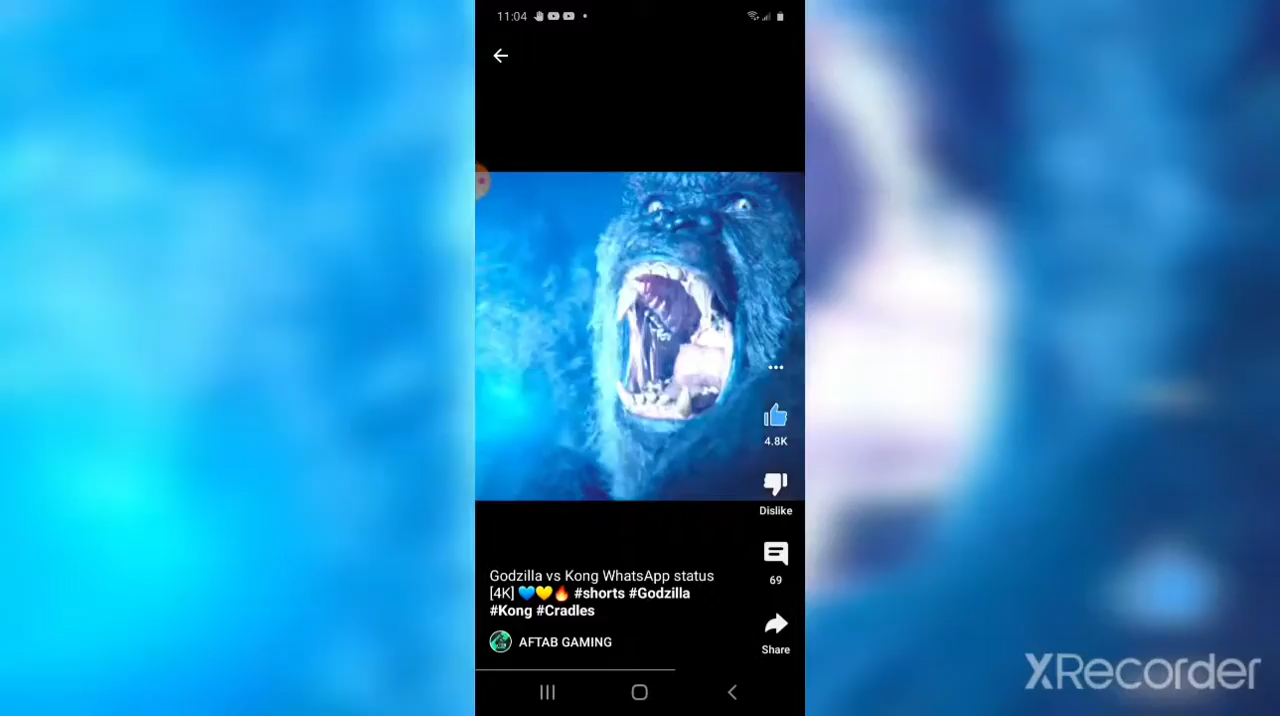 11:04
4.8K
Dislike
69
Godzilla vs Kong WhatsApp status
[4K] 💙💛🔥 #shorts #Godzilla
#Kong #Cradles
AFTAB GAMING
Share
XRecorder